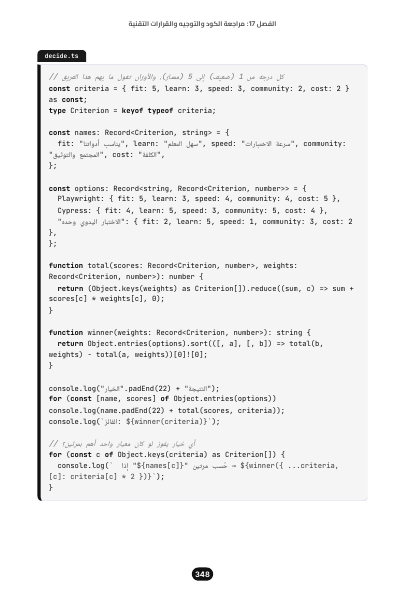 الفصل 17: مراجعة الكود والتوجيه والقرارات التقنية
decide.ts
// كل درجة من 1 (ضعيف) إلى 5 (ممتاز)، والأوزان تقول ما يهم هذا الفريق
const criteria = { fit: 5, learn: 3, speed: 3, community: 2, cost: 2 }
as const;
type Criterion = keyof typeof criteria;
const names: Record<Criterion, string> = {
fit: "يناسب أدواتنا", learn: "سهل التعلم", speed: "سرعة الاختبارات", community:
"المجتمع والتوثيق", cost: "الكلفة",
};
const options: Record<string, Record<Criterion, number>> = {
Playwright: { fit: 5, learn: 3, speed: 4, community: 4, cost: 5 },
Cypress: { fit: 4, learn: 5, speed: 3, community: 5, cost: 4 },
"الاختبار اليدوي وحده": { fit: 2, learn: 5, speed: 1, community: 3, cost: 2
},
};
function total(scores: Record<Criterion, number>, weights:
Record<Criterion, number>): number {
return (Object.keys(weights) as Criterion[]).reduce((sum, c) => sum +
scores[c] * weights[c], 0);
}
function winner(weights: Record<Criterion, number>): string {
return Object.entries(options).sort(([, a], [, b]) => total(b,
weights) - total(a, weights))[0]![0];
}
console.log("الخيار".padEnd(22) + "النتيجة");
for (const [name, scores] of Object.entries(options))
console.log(name.padEnd(22) + total(scores, criteria));
console.log(`الفائز: ${winner(criteria)}`);
// أي خيار يفوز لو كان معيار واحد أهم بمرتين؟
for (const c of Object.keys(criteria) as Criterion[]) {
console.log(` إذا "${names[c]}" حُسب مرتين → ${winner({ ...criteria,
[c]: criteria[c] * 2 })}`);
}
348